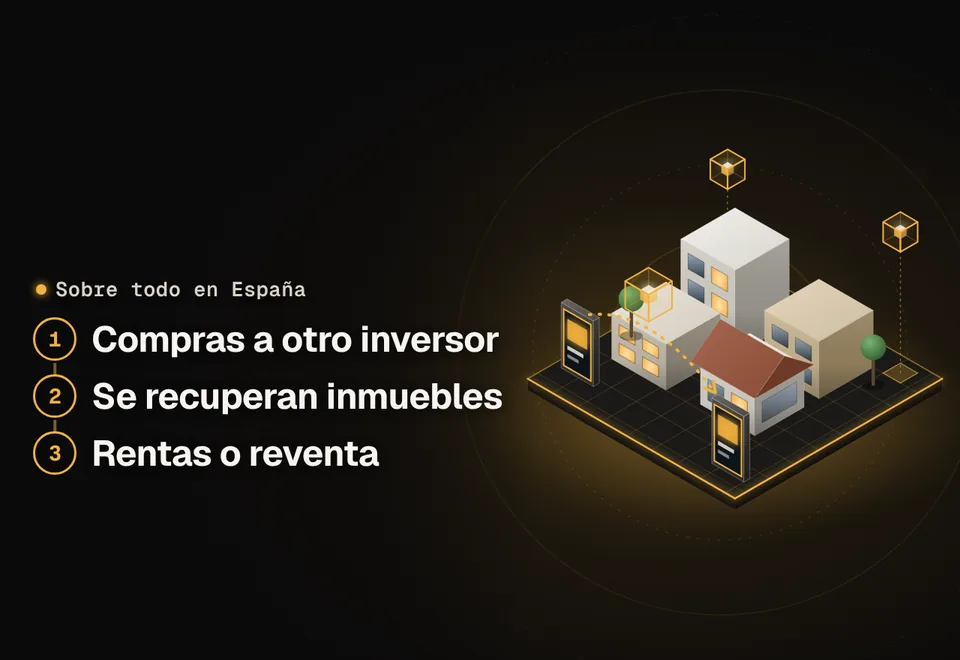 Sobre todo en España
1 Compras a otro inversor
2 Se recuperan inmuebles
3 Rentas o reventa